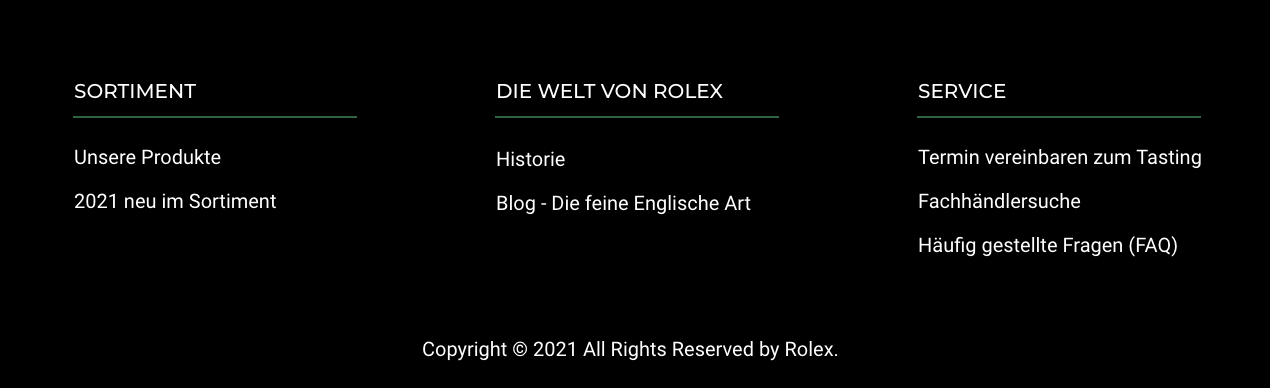 SORTIMENT
Unsere Produkte
2021 neu im Sortiment
DIE WELT VON ROLEX
Historie
Blog - Die feine Englische Art
SERVICE
Termin vereinbaren zum Tasting
Fachhändlersuche
Häufig gestellte Fragen (FAQ)
Copyright © 2021 All Rights Reserved by Rolex.